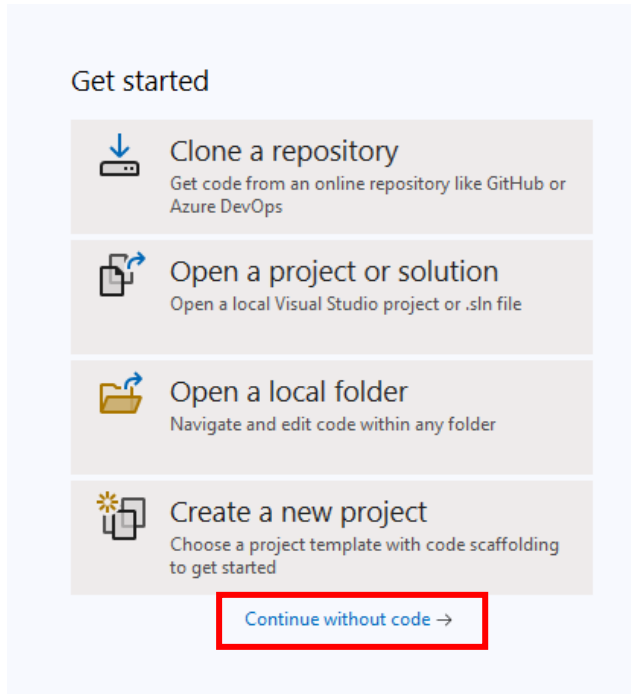 Get started
Clone a repository
Get code from an online repository like GitHub or
Azure DevOps
Open a project or solution
Open a local Visual Studio project or .sln file
Open a local folder
Navigate and edit code within any folder
Create a new project
Choose a project template with code scaffolding
to get started
Continue without code →